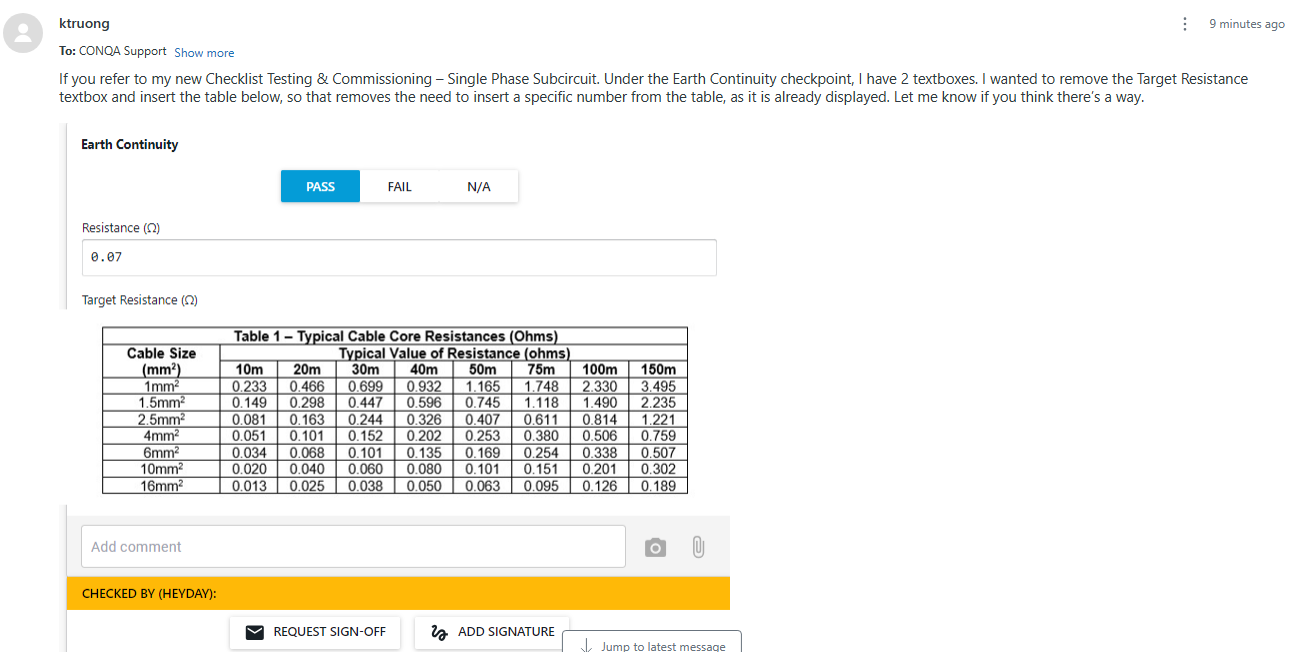 ktruong
9 minutes ago
To: CONQA Support Show more
If you refer to my new Checklist Testing & Commissioning – Single Phase Subcircuit. Under the Earth Continuity checkpoint, I have 2 textboxes. I wanted to remove the Target Resistance
textbox and insert the table below, so that removes the need to insert a specific number from the table, as it is already displayed. Let me know if you think there's a way.
Earth Continuity
PASS FAIL N/A
Resistance (Ω)
0.07
Target Resistance (Ω)
Table 1 – Typical Cable Core Resistances (Ohms)
Cable Size Typical Value of Resistance (ohms)
(mm²) 10m 20m 30m 40m 50m 75m 100m 150m
1mm² 0.233 0.466 0.699 0.932 1.165 1.748 2.330 3.495
1.5mm² 0.149 0.298 0.447 0.596 0.745 1.118 1.490 2.235
2.5mm² 0.081 0.163 0.244 0.326 0.407 0.611 0.814 1.221
4mm² 0.051 0.101 0.152 0.202 0.253 0.380 0.506 0.759
6mm² 0.034 0.068 0.101 0.135 0.169 0.254 0.338 0.507
10mm² 0.020 0.040 0.060 0.080 0.101 0.151 0.201 0.302
16mm² 0.013 0.025 0.038 0.050 0.063 0.095 0.126 0.189
Add comment
CHECKED BY (HEYDAY):
REQUEST SIGN-OFF ADD SIGNATURE
Jump to latest message